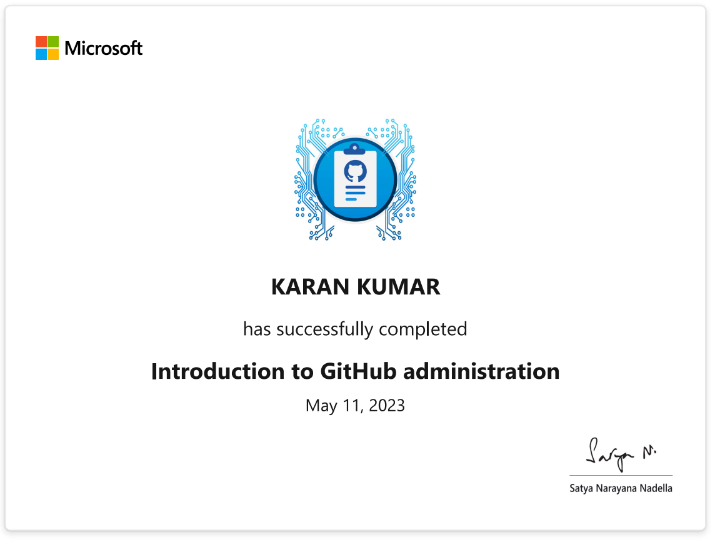 Microsoft
KARAN KUMAR
has successfully completed
Introduction to GitHub administration
May 11, 2023
Satya N.
Satya Narayana Nadella